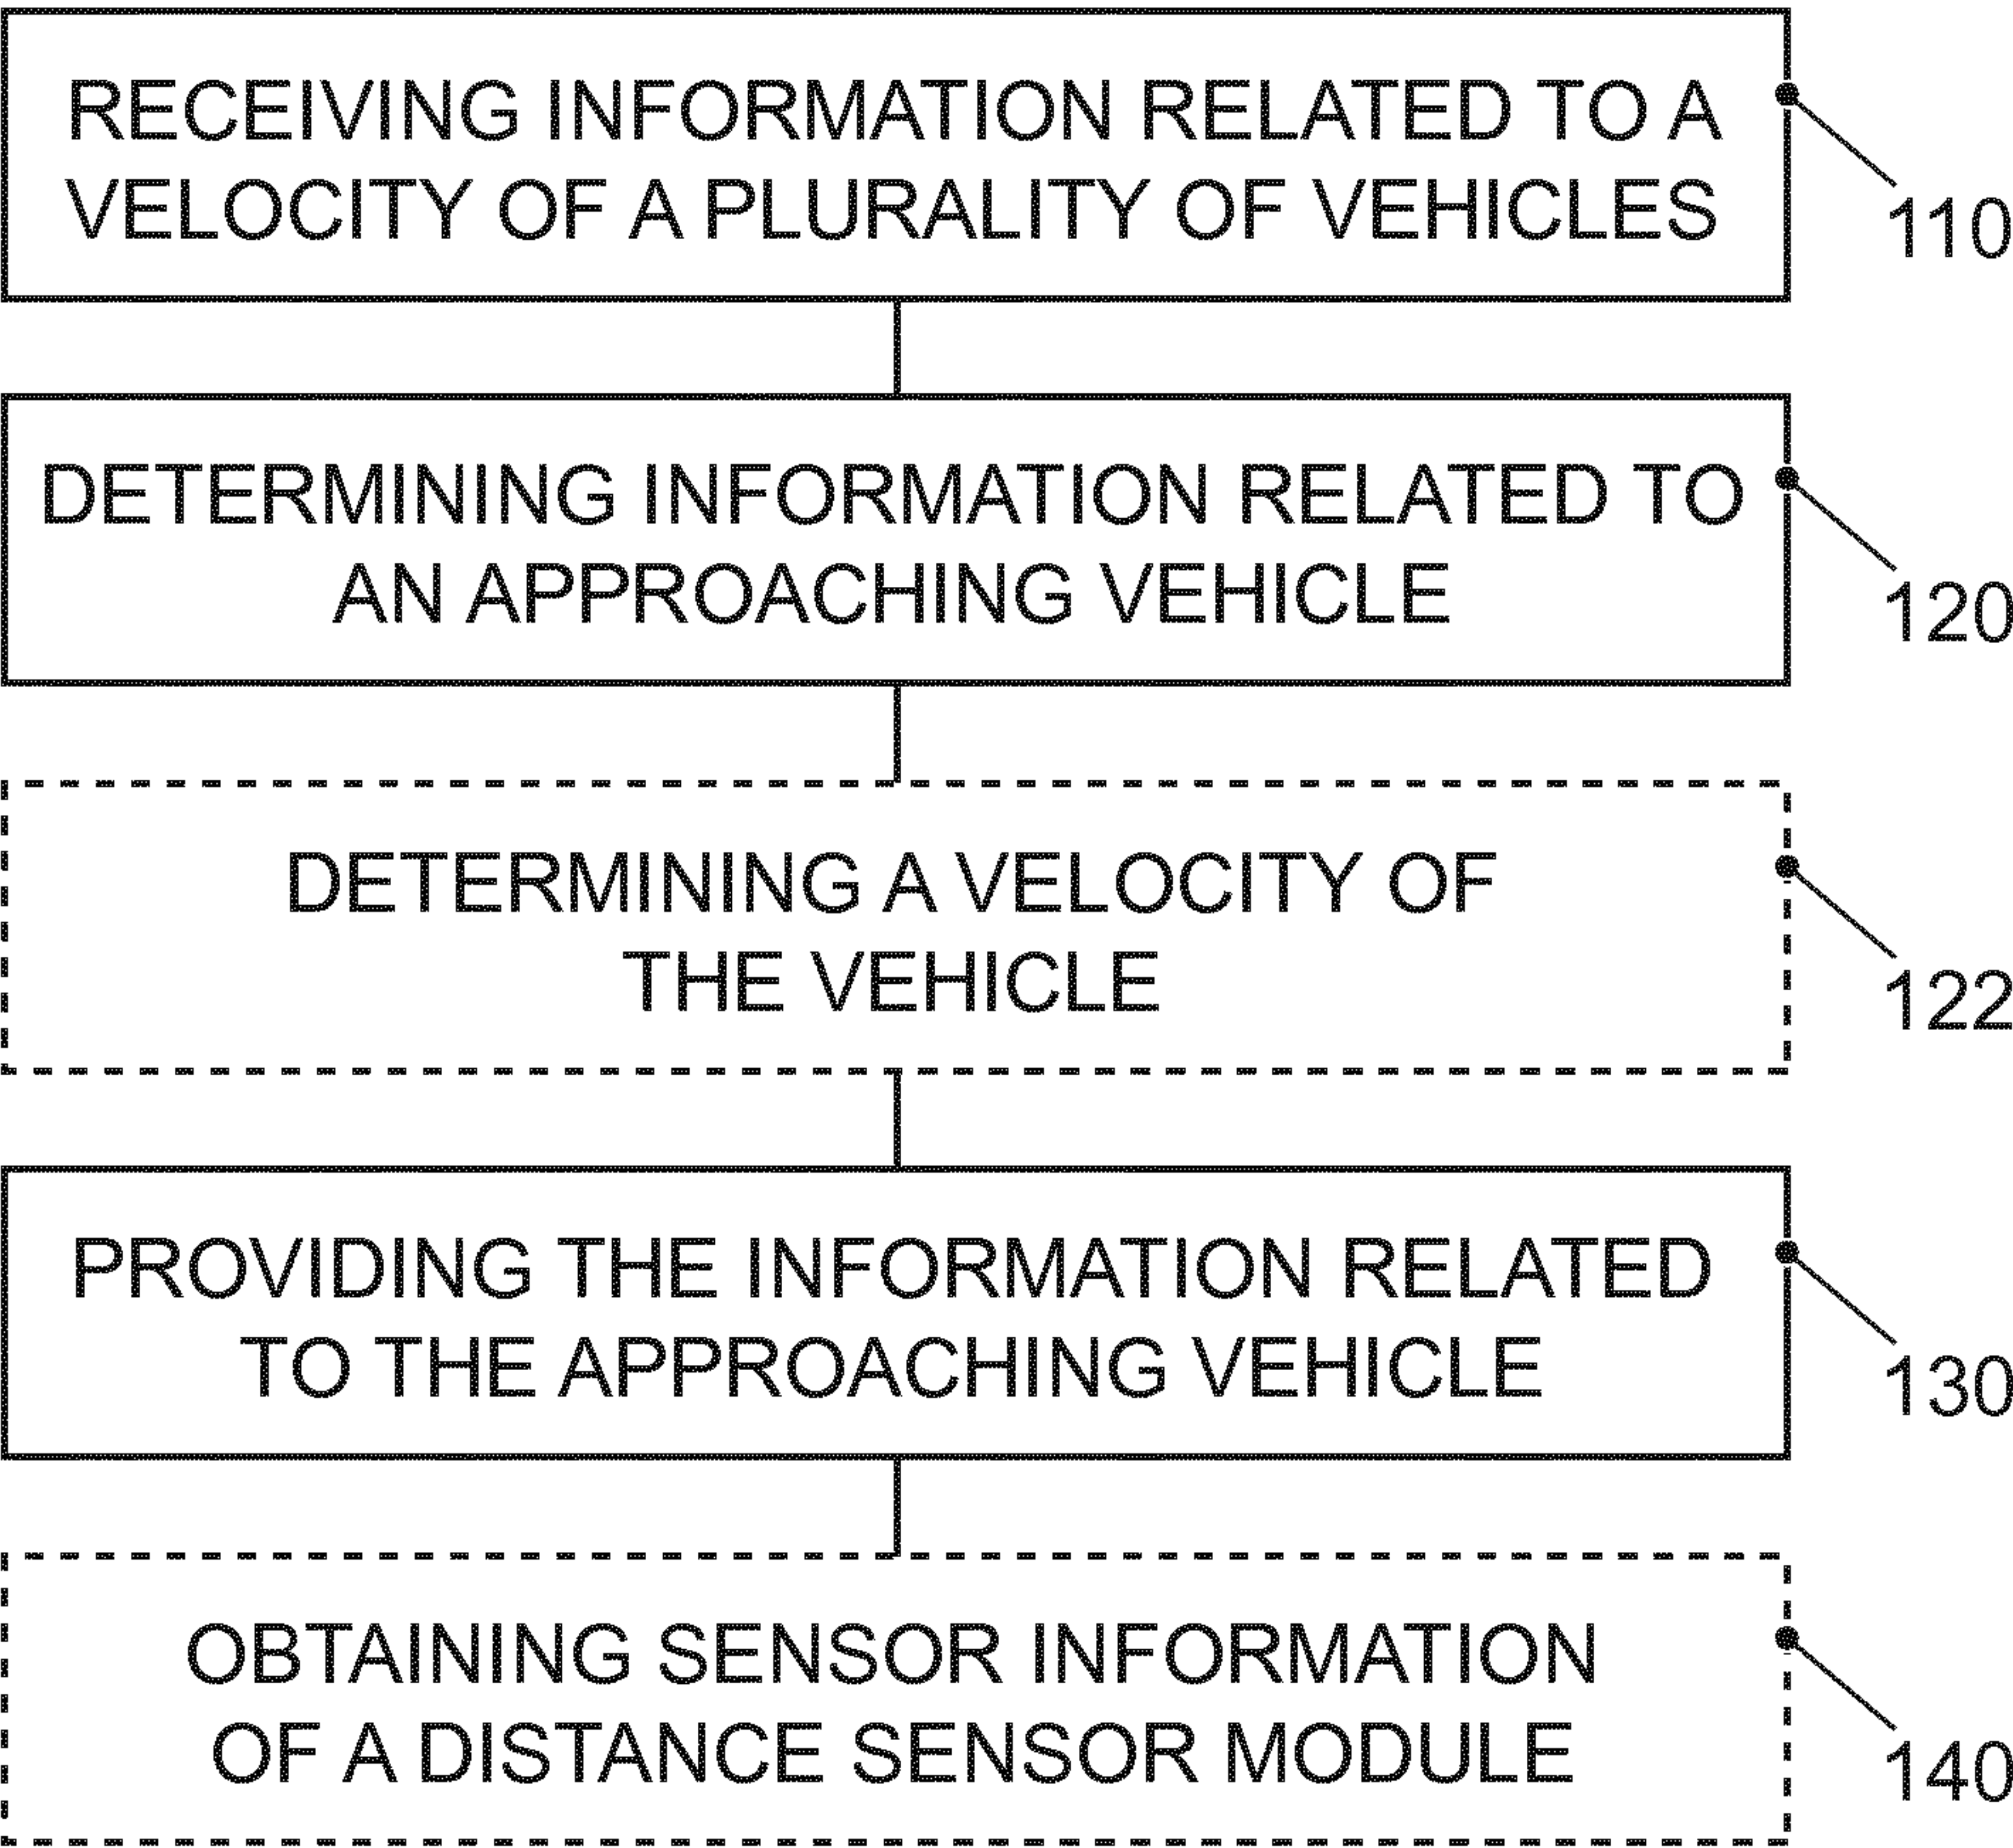 RECEIVING INFORMATION RELATED TO A
VELOCITY OF A PLURALITY OF VEHICLES
110
DETERMINING INFORMATION RELATED TO
AN APPROACHING VEHICLE
120
DETERMINING A VELOCITY OF
THE VEHICLE
122
PROVIDING THE INFORMATION RELATED
TO THE APPROACHING VEHICLE
130
OBTAINING SENSOR INFORMATION
OF A DISTANCE SENSOR MODULE
140